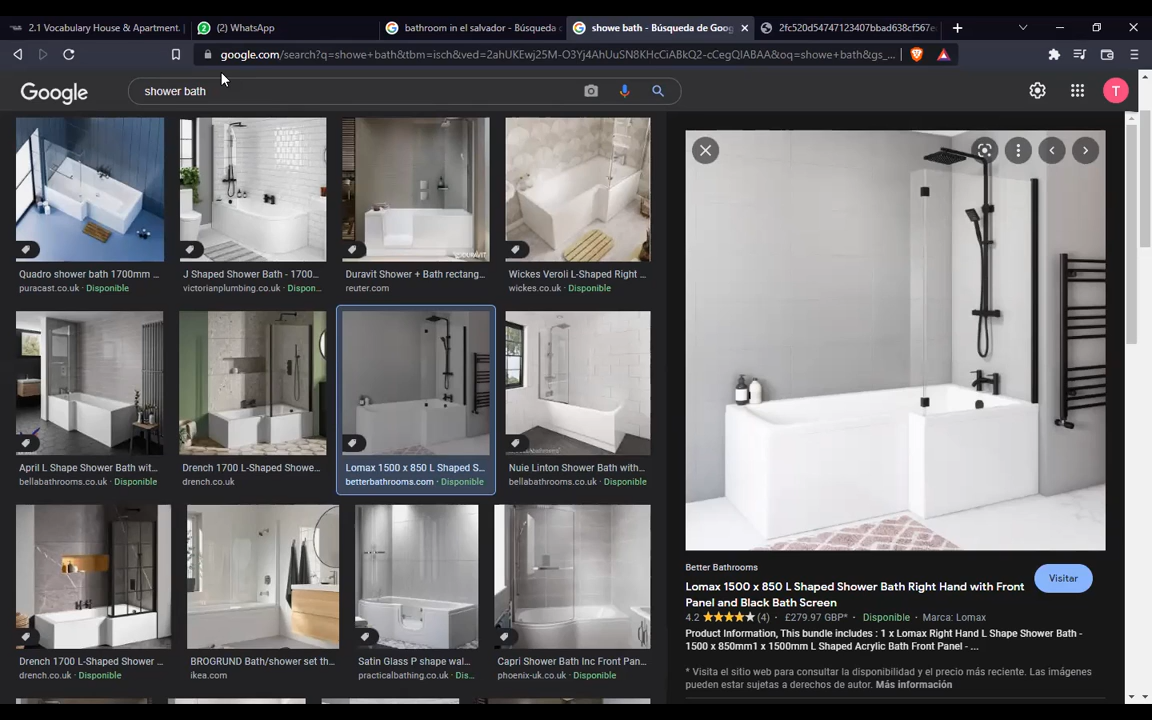 2.1 Vocabulary House & Apartment.
(2) WhatsApp
bathroom in el salvador - Búsqueda
showe bath - Búsqueda de Goog
2fc520d54747123407bbad638cf567e
google.com/search?q=showe+bath&tbm=isch&ved=2ahUKEwj25M-O3Yj4AhUuSN8KHcCiABkQ2-cCegQIABAA&oq=showe+bath&gs_...
Google
shower bath
T
Quadro shower bath 1700mm ...
puracast.co.uk · Disponible
J Shaped Shower Bath - 1700...
victorianplumbing.co.uk · Dispon...
Duravit Shower + Bath rectang...
reuter.com
Wickes Veroli L-Shaped Right ...
wickes.co.uk · Disponible
April L Shape Shower Bath wit...
bellabathrooms.co.uk · Disponible
Drench 1700 L-Shaped Showe...
drench.co.uk
Lomax 1500 x 850 L Shaped S...
betterbathrooms.com · Disponible
Nuie Linton Shower Bath with...
bellabathrooms.co.uk · Disponible
Drench 1700 L-Shaped Shower ...
drench.co.uk · Disponible
BROGRUND Bath/shower set th...
ikea.com
Satin Glass P shape wal...
practicalbathing.co.uk · Dis...
Capri Shower Bath Inc Front Pan...
phoenix-uk.co.uk · Disponible
Better Bathrooms
Lomax 1500 x 850 L Shaped Shower Bath Right Hand with Front
Panel and Black Bath Screen
Visitar
4.2 ★★★★★ (4) · £279.97 GBP* · Disponible · Marca: Lomax
Product Information, This bundle includes : 1 x Lomax Right Hand L Shape Shower Bath -
1500 x 850mm1 x 1500mm L Shaped Acrylic Bath Front Panel - ...
* Visita el sitio web para consultar la disponibilidad y el precio más reciente. Las imágenes
pueden estar sujetas a derechos de autor. Más información